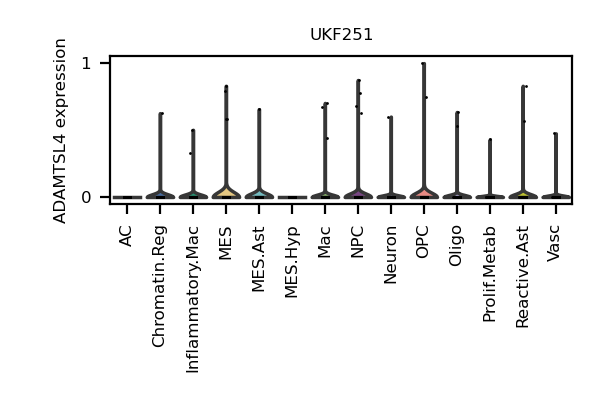 UKF251
ADAMTSL4 expression
1
0
AC
Chromatin.Reg
Inflammatory.Mac
MES
MES.Ast
MES.Hyp
Mac
NPC
Neuron
OPC
Oligo
Prolif.Metab
Reactive.Ast
Vasc